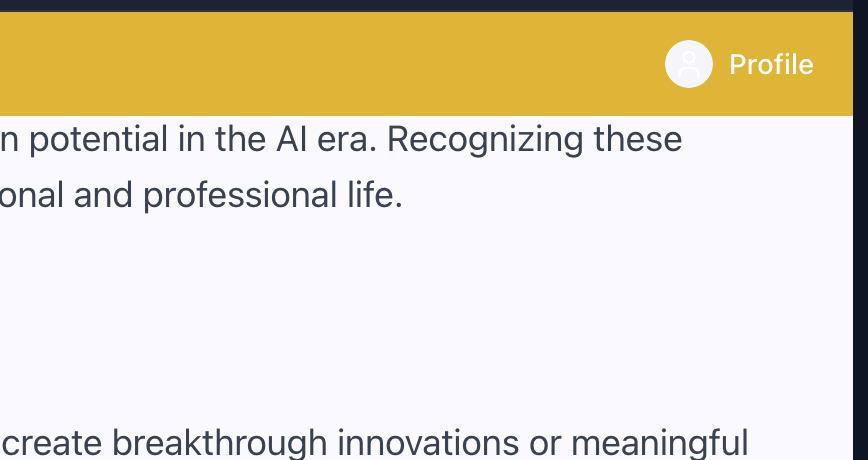 Profile
n potential in the AI era. Recognizing these
onal and professional life.
create breakthrough innovations or meaningful